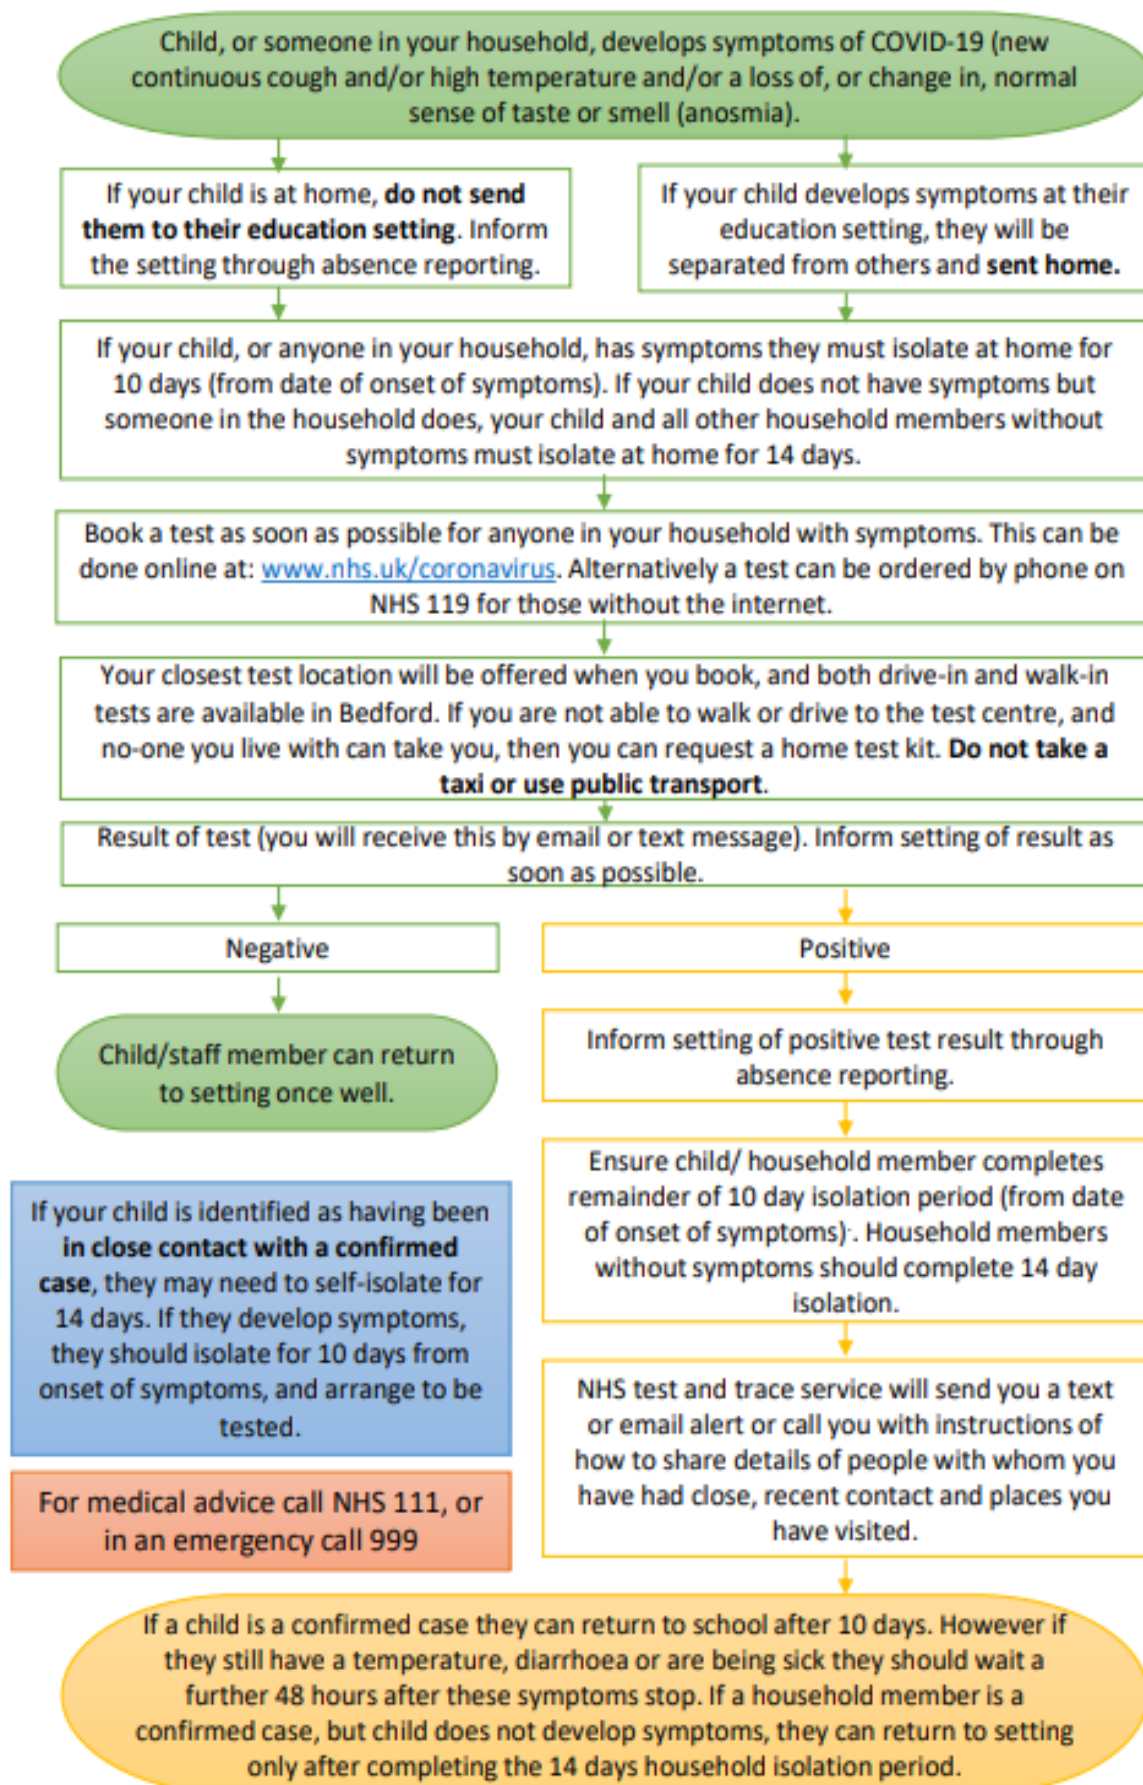 Child, or someone in your household, develops symptoms of COVID-19 (new
continuous cough and/or high temperature and/or a loss of, or change in, normal
sense of taste or smell (anosmia).
If your child is at home, do not send
them to their education setting. Inform
the setting through absence reporting.
If your child develops symptoms at their
education setting, they will be
separated from others and sent home.
If your child, or anyone in your household, has symptoms they must isolate at home for
10 days (from date of onset of symptoms). If your child does not have symptoms but
someone in the household does, your child and all other household members without
symptoms must isolate at home for 14 days.
Book a test as soon as possible for anyone in your household with symptoms. This can be
done online at: www.nhs.uk/coronavirus. Alternatively a test can be ordered by phone on
NHS 119 for those without the internet.
Your closest test location will be offered when you book, and both drive-in and walk-in
tests are available in Bedford. If you are not able to walk or drive to the test centre, and
no-one you live with can take you, then you can request a home test kit. Do not take a
taxi or use public transport.
Result of test (you will receive this by email or text message). Inform setting of result as
soon as possible.
Negative
Child/staff member can return
to setting once well.
Positive
Inform setting of positive test result through
absence reporting.
Ensure child/ household member completes
remainder of 10 day isolation period (from date
of onset of symptoms). Household members
without symptoms should complete 14 day
isolation.
NHS test and trace service will send you a text
or email alert or call you with instructions of
how to share details of people with whom you
have had close, recent contact and places you
have visited.
If your child is identified as having been
in close contact with a confirmed
case, they may need to self-isolate for
14 days. If they develop symptoms,
they should isolate for 10 days from
onset of symptoms, and arrange to be
tested.
For medical advice call NHS 111, or
in an emergency call 999
If a child is a confirmed case they can return to school after 10 days. However if
they still have a temperature, diarrhoea or are being sick they should wait a
further 48 hours after these symptoms stop. If a household member is a
confirmed case, but child does not develop symptoms, they can return to setting
only after completing the 14 days household isolation period.